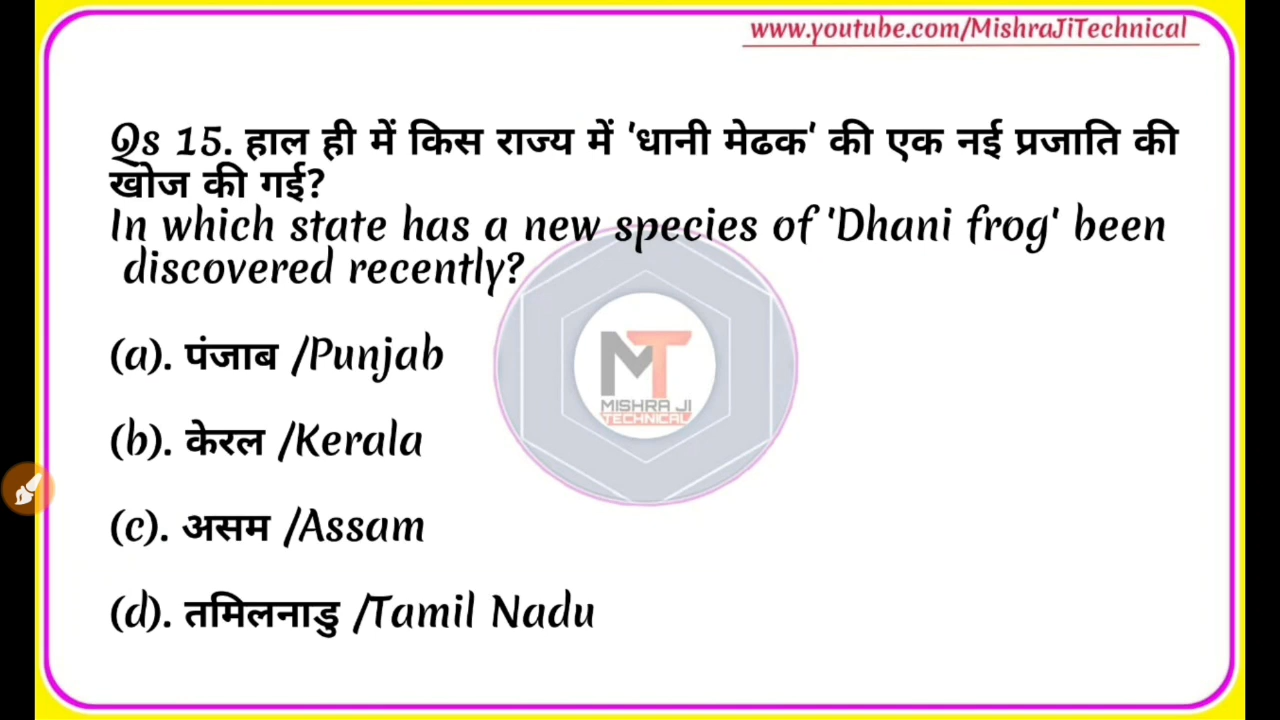 www.youtube.com/MishraJiTechnical
Qs 15. हाल ही में किस राज्य में 'धानी मेढक' की एक नई प्रजाति की
खोज की गई?
In which state has a new species of 'Dhani frog' been
discovered recently?
(a). पंजाब /Punjab
(b). केरल /Kerala
MT
MISHRA JI
TECHNICAL
(c). असम /Assam
(d). तमिलनाडु /Tamil Nadu